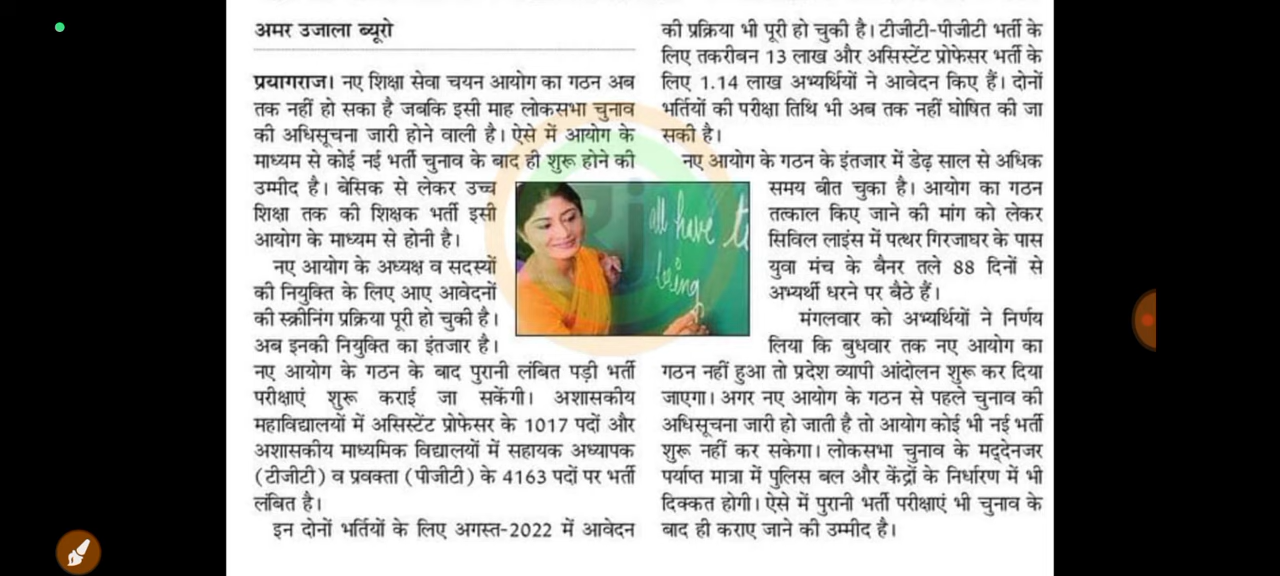 अमर उजाला ब्यूरो
प्रयागराज। नए शिक्षा सेवा चयन आयोग का गठन अब
तक नहीं हो सका है जबकि इसी माह लोकसभा चुनाव
की अधिसूचना जारी होने वाली है। ऐसे में आयोग के
माध्यम से कोई नई भर्ती चुनाव के बाद ही शुरू होने की
उम्मीद है। बेसिक से लेकर उच्च
शिक्षा तक की शिक्षक भर्ती इसी
आयोग के माध्यम से होनी है।
नए आयोग के अध्यक्ष व सदस्यों
की नियुक्ति के लिए आए आवेदनों
की स्क्रीनिंग प्रक्रिया पूरी हो चुकी है।
अब इनकी नियुक्ति का इंतजार है।
नए आयोग के गठन के बाद पुरानी लंबित पड़ी भर्ती
परीक्षाएं शुरू कराई जा सकेंगी। अशासकीय
महाविद्यालयों में असिस्टेंट प्रोफेसर के 1017 पदों और
अशासकीय माध्यमिक विद्यालयों में सहायक अध्यापक
(टीजीटी) व प्रवक्ता (पीजीटी) के 4163 पदों पर भर्ती
लंबित है।
इन दोनों भर्तियों के लिए अगस्त-2022 में आवेदन
की प्रक्रिया भी पूरी हो चुकी है। टीजीटी-पीजीटी भर्ती के
लिए तकरीबन 13 लाख और असिस्टेंट प्रोफेसर भर्ती के
लिए 1.14 लाख अभ्यर्थियों ने आवेदन किए हैं। दोनों
भर्तियों की परीक्षा तिथि भी अब तक नहीं घोषित की जा
सकी है।
नए आयोग के गठन के इंतजार में डेढ़ साल से अधिक
समय बीत चुका है। आयोग का गठन
तत्काल किए जाने की मांग को लेकर
सिविल लाइंस में पत्थर गिरजाघर के पास
युवा मंच के बैनर तले 88 दिनों से
अभ्यर्थी धरने पर बैठे हैं।
मंगलवार को अभ्यर्थियों ने निर्णय
लिया कि बुधवार तक नए आयोग का
गठन नहीं हुआ तो प्रदेश व्यापी आंदोलन शुरू कर दिया
जाएगा। अगर नए आयोग के गठन से पहले चुनाव की
अधिसूचना जारी हो जाती है तो आयोग कोई भी नई भर्ती
शुरू नहीं कर सकेगा। लोकसभा चुनाव के मद्देनजर
पर्याप्त मात्रा में पुलिस बल और केंद्रों के निर्धारण में भी
दिक्कत होगी। ऐसे में पुरानी भर्ती परीक्षाएं भी चुनाव के
बाद ही कराए जाने की उम्मीद है।
all have t
being